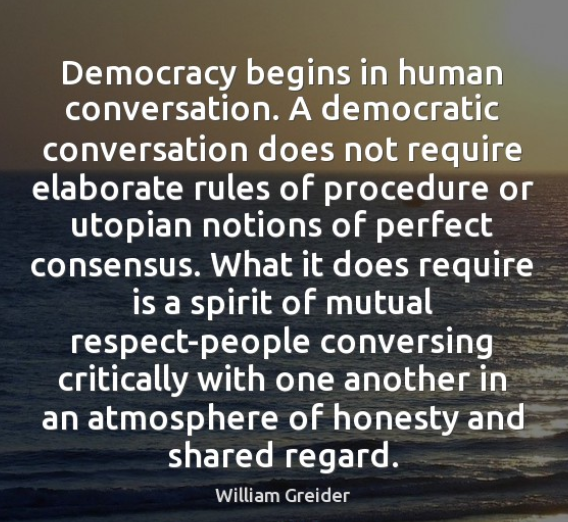 Democracy begins in human
conversation. A democratic
conversation does not require
elaborate rules of procedure or
utopian notions of perfect
consensus. What it does require
is a spirit of mutual
respect-people conversing
critically with one another in
an atmosphere of honesty and
shared regard.
William Greider